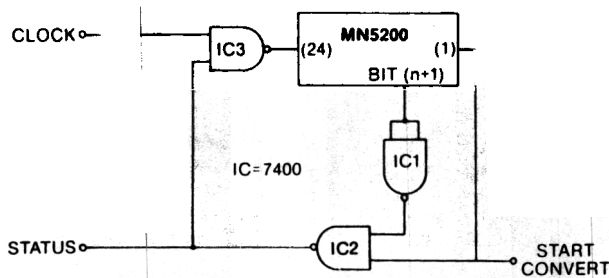 CLOCK
IC3
(24)
MN5200
(1)
BIT (n+1)
IC1
IC=7400
STATUS
IC2
START
CONVERT